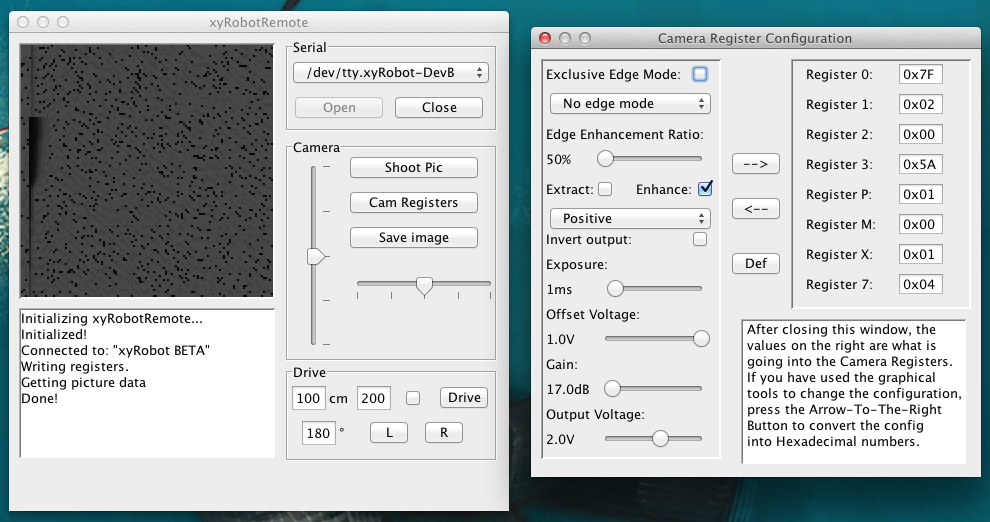 xyRobotRemote
Serial
/dev/tty.xyRobot-DevB
Open
Close
Camera
Shoot Pic
Cam Registers
Save image
Initializing xyRobotRemote...
Initialized!
Connected to: "xyRobot BETA"
Writing registers.
Getting picture data
Done!
Drive
100 cm 200 Drive
180 ° L R
Camera Register Configuration
Exclusive Edge Mode:
No edge mode
Edge Enhancement Ratio:
50%
Extract: Enhance:
Positive
Invert output:
Exposure:
1ms
Offset Voltage:
1.0V
Gain:
17.0dB
Output Voltage:
2.0V
-->
<--
Def
Register 0: 0x7F
Register 1: 0x02
Register 2: 0x00
Register 3: 0x5A
Register P: 0x01
Register M: 0x00
Register X: 0x01
Register 7: 0x04
After closing this window, the
values on the right are what is
going into the Camera Registers.
If you have used the graphical
tools to change the configuration,
press the Arrow-To-The-Right
Button to convert the config
into Hexadecimal numbers.